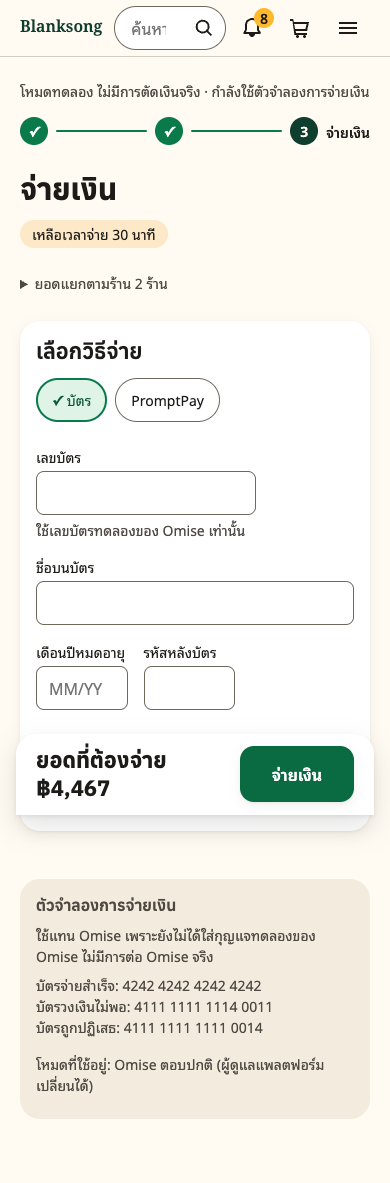 Blanksong
ค้นหา
8
โหมดทดลอง ไม่มีการตัดเงินจริง · กำลังใช้ตัวจำลองการจ่ายเงิน
✓ ✓ 3 จ่ายเงิน
จ่ายเงิน
เหลือเวลาจ่าย 30 นาที
▶ ยอดแยกตามร้าน 2 ร้าน
เลือกวิธีจ่าย
✓ บัตร PromptPay
เลขบัตร
ใช้เลขบัตรทดลองของ Omise เท่านั้น
ชื่อบนบัตร
เดือนปีหมดอายุ รหัสหลังบัตร
MM/YY
ยอดที่ต้องจ่าย
฿4,467
จ่ายเงิน
ตัวจำลองการจ่ายเงิน
ใช้แทน Omise เพราะยังไม่ได้ใส่กุญแจทดลองของ
Omise ไม่มีการต่อ Omise จริง
บัตรจ่ายสำเร็จ: 4242 4242 4242 4242
บัตรวงเงินไม่พอ: 4111 1111 1114 0011
บัตรถูกปฏิเสธ: 4111 1111 1111 0014
โหมดที่ใช้อยู่: Omise ตอบปกติ (ผู้ดูแลแพลตฟอร์ม
เปลี่ยนได้)